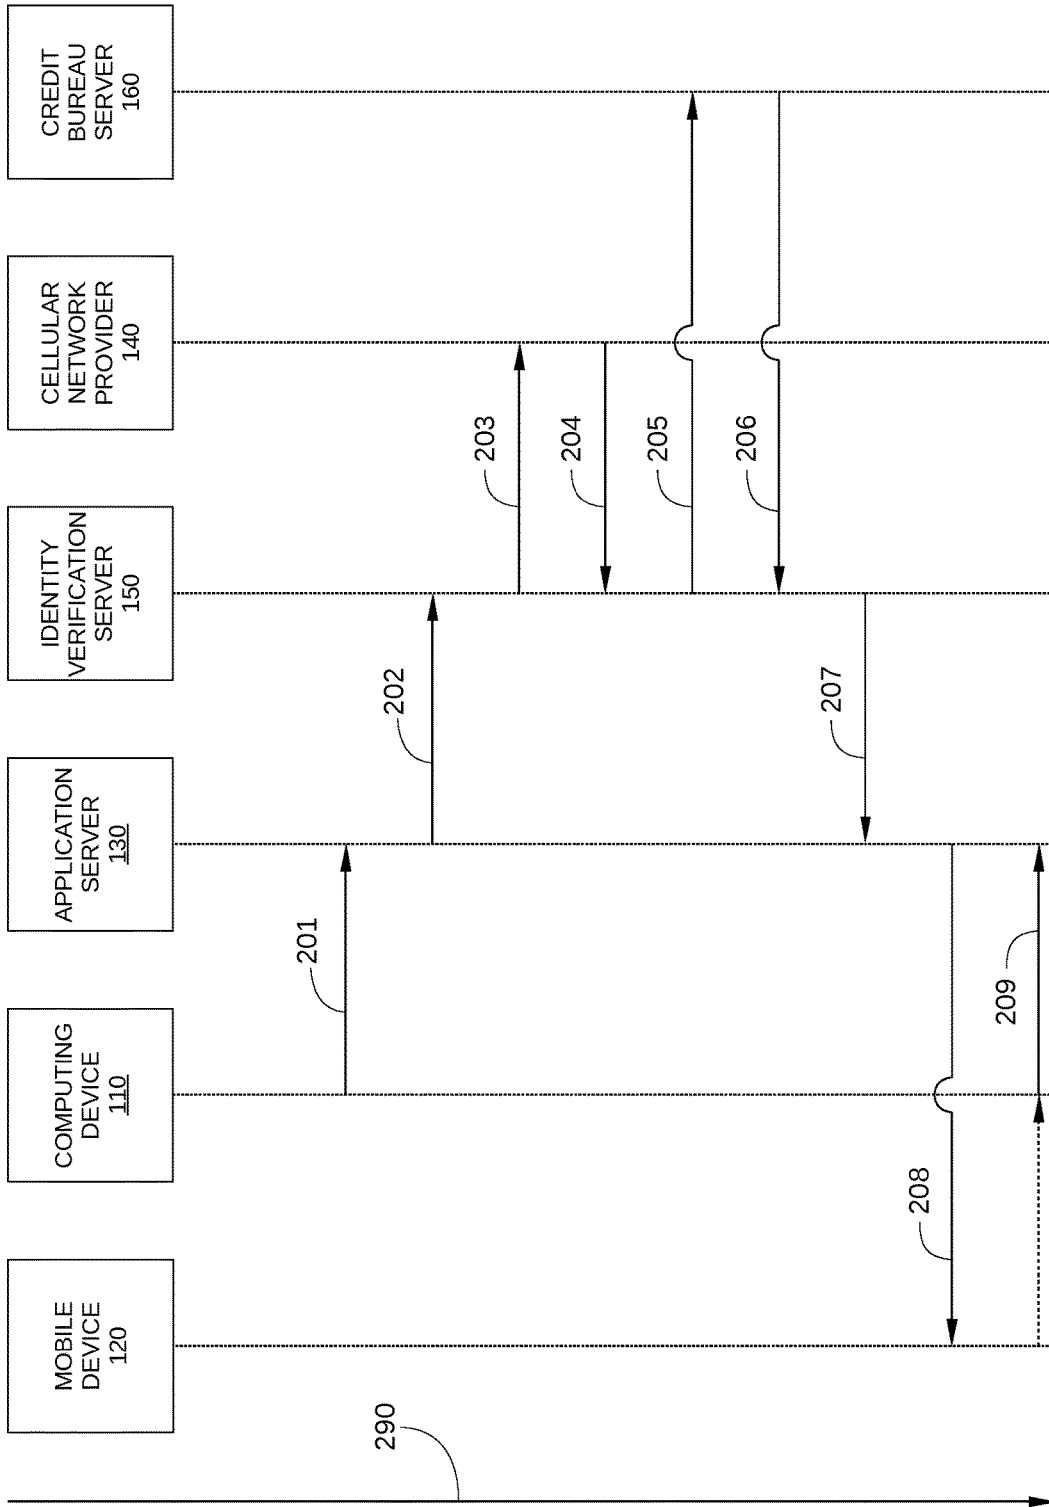 MOBILE
DEVICE
120
COMPUTING
DEVICE
110
APPLICATION
SERVER
130
IDENTITY
VERIFICATION
SERVER
150
CELLULAR
NETWORK
PROVIDER
140
CREDIT
BUREAU
SERVER
160
290
201
202
203
204
205
206
207
208
209